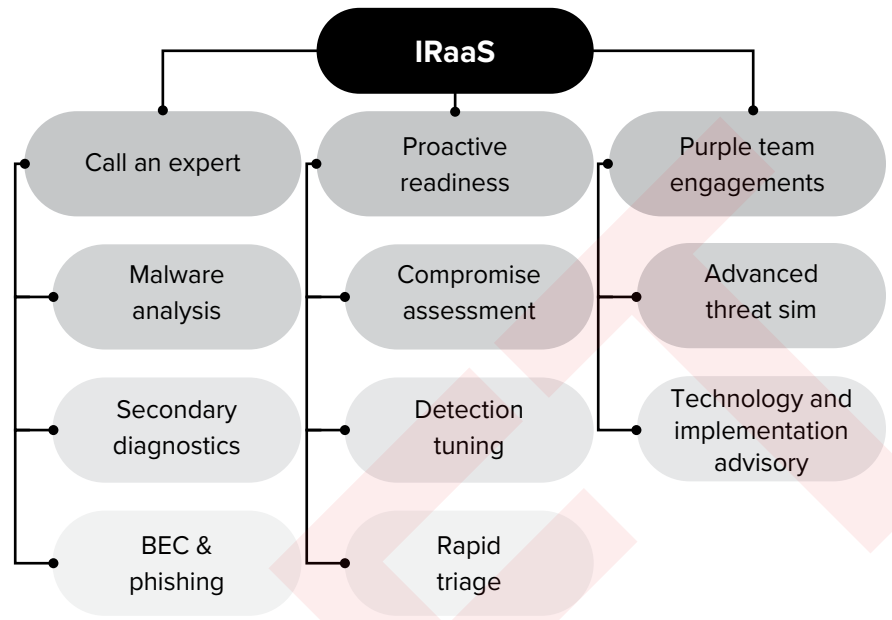 IRaaS
Call an expert
Malware
analysis
Secondary
diagnostics
BEC &
phishing
Proactive
readiness
Compromise
assessment
Detection
tuning
Rapid
triage
Purple team
engagements
Advanced
threat sim
Technology and
implementation
advisory